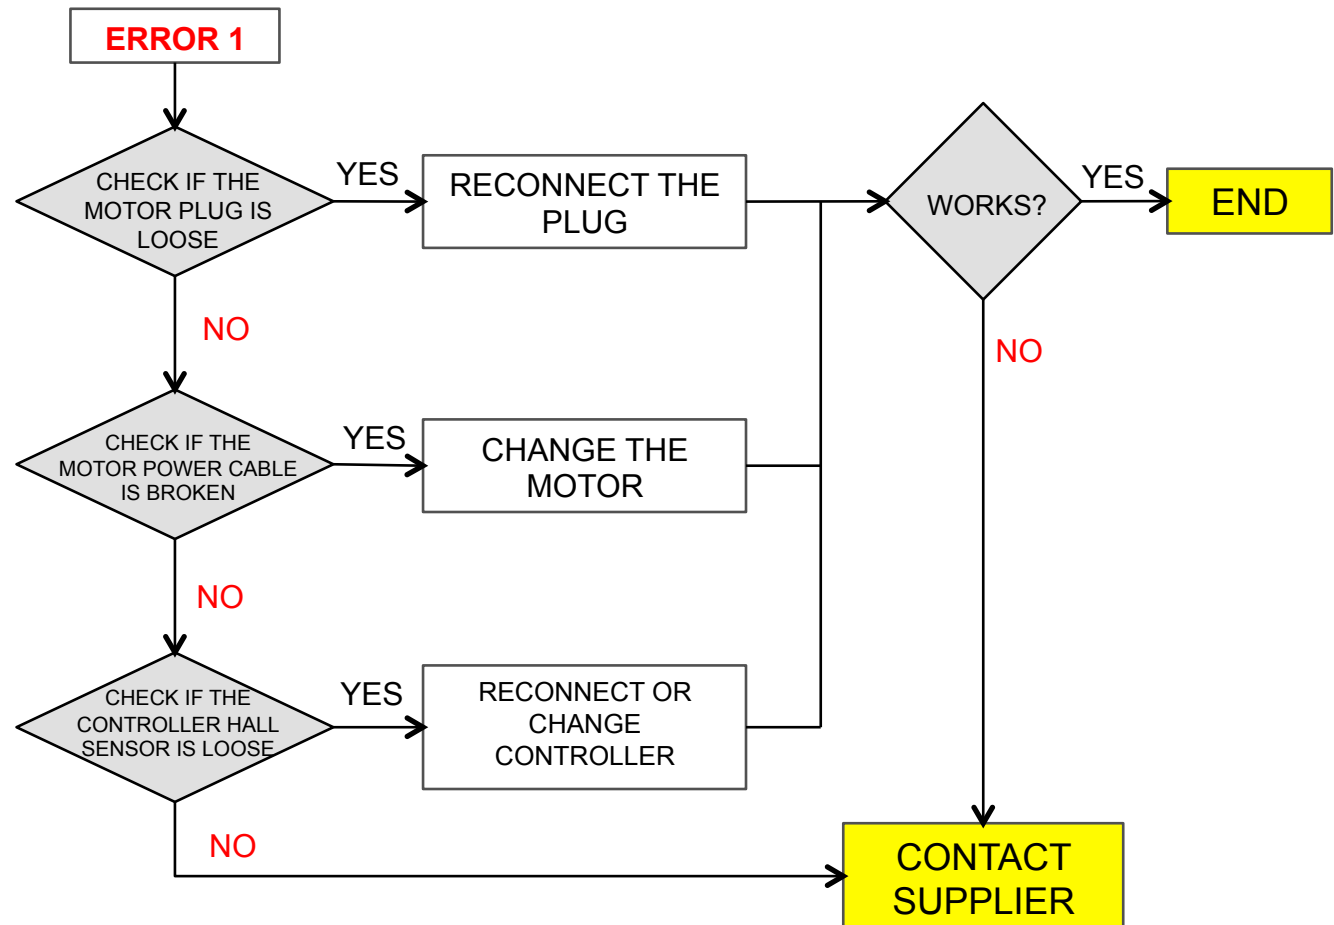 ERROR 1
CHECK IF THE
MOTOR PLUG IS
LOOSE
YES
RECONNECT THE
PLUG
WORKS?
YES
END
NO
NO
CHECK IF THE
MOTOR POWER CABLE
IS BROKEN
YES
CHANGE THE
MOTOR
NO
CHECK IF THE
CONTROLLER HALL
SENSOR IS LOOSE
YES
RECONNECT OR
CHANGE
CONTROLLER
NO
CONTACT
SUPPLIER